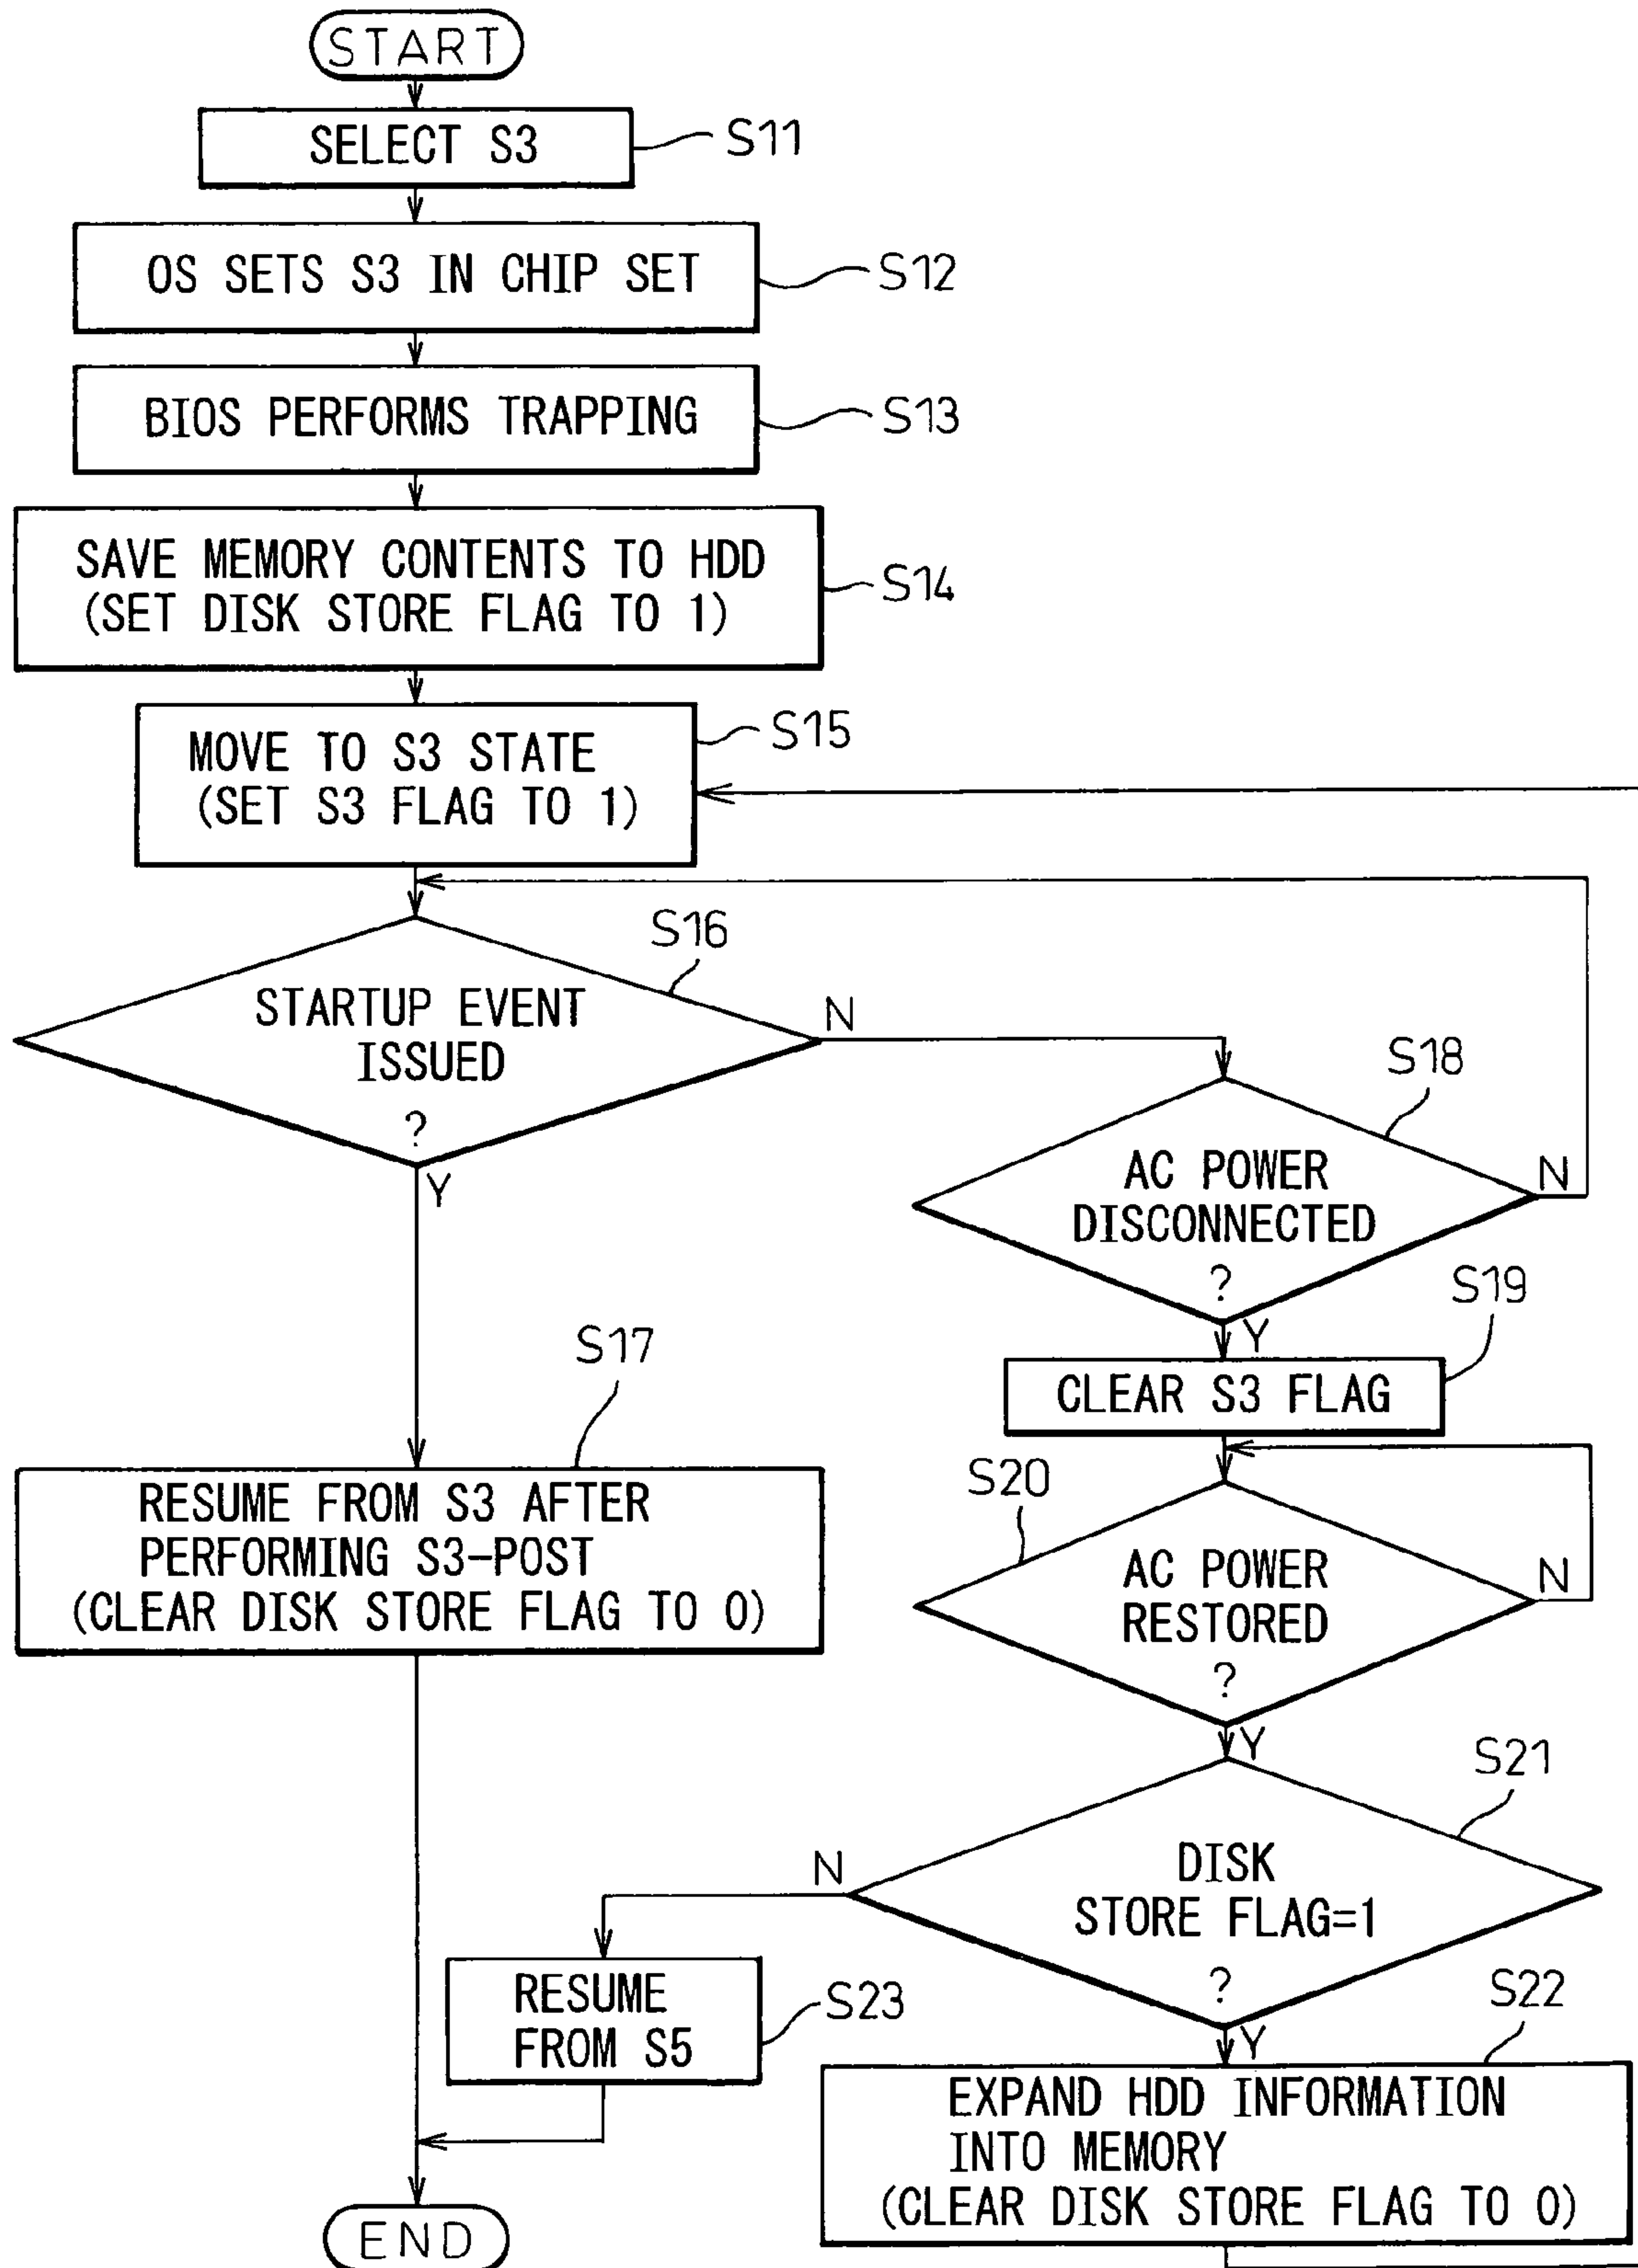 START
SELECT S3
S11
OS SETS S3 IN CHIP SET
S12
BIOS PERFORMS TRAPPING
S13
SAVE MEMORY CONTENTS TO HDD
(SET DISK STORE FLAG TO 1)
S14
MOVE TO S3 STATE
(SET S3 FLAG TO 1)
S15
S16
STARTUP EVENT
ISSUED
?
N
Y
S18
AC POWER
DISCONNECTED
?
N
Y
S19
CLEAR S3 FLAG
S17
RESUME FROM S3 AFTER
PERFORMING S3-POST
(CLEAR DISK STORE FLAG TO 0)
S20
AC POWER
RESTORED
?
N
Y
S21
DISK
STORE FLAG=1
?
N
Y
RESUME
FROM S5
S23
S22
EXPAND HDD INFORMATION
INTO MEMORY
(CLEAR DISK STORE FLAG TO 0)
END